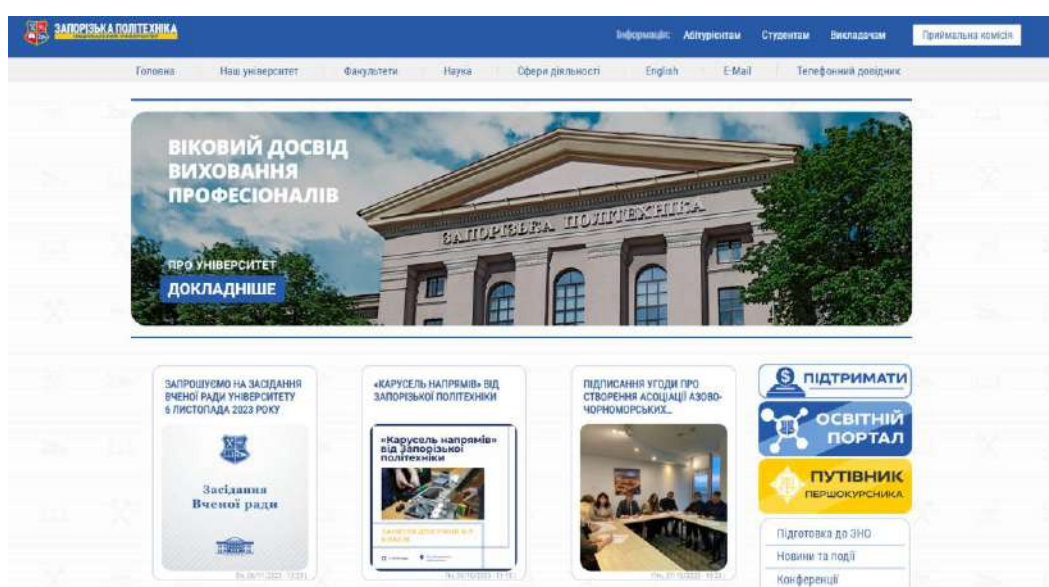 ЗАПОРІЗЬКА ПОЛІТЕХНІКА
Інформація: Абітурієнтам Студентам Викладачам Приймальна комісія
Головна Наш університет Факультети Наука Сфери діяльності English E-Mail Телефонний довідник
ВІКОВИЙ ДОСВІД
ВИХОВАННЯ
ПРОФЕСІОНАЛІВ
ЗАПОРІЗЬКА ПОЛІТЕХНІКА
ПРО УНІВЕРСИТЕТ
ДОКЛАДНІШЕ
ЗАПРОШУЄМО НА ЗАСІДАННЯ
ВЧЕНОЇ РАДИ УНІВЕРСИТЕТУ
6 ЛИСТОПАДА 2023 РОКУ
Засідання
Вченої ради
«КАРУСЕЛЬ НАПРЯМІВ» ВІД
ЗАПОРІЗЬКОЇ ПОЛІТЕХНІКИ
«Карусель напрямів»
від Запорізької
політехніки
ПІДПИСАННЯ УГОДИ ПРО
СТВОРЕННЯ АСОЦІАЦІЇ АЗОВО-
ЧОРНОМОРСЬКИХ...
ПІДТРИМАТИ
ОСВІТНІЙ
ПОРТАЛ
ПУТІВНИК
ПЕРШОКУРСНИКА
Підготовка до ЗНО
Новини та події
Конференції